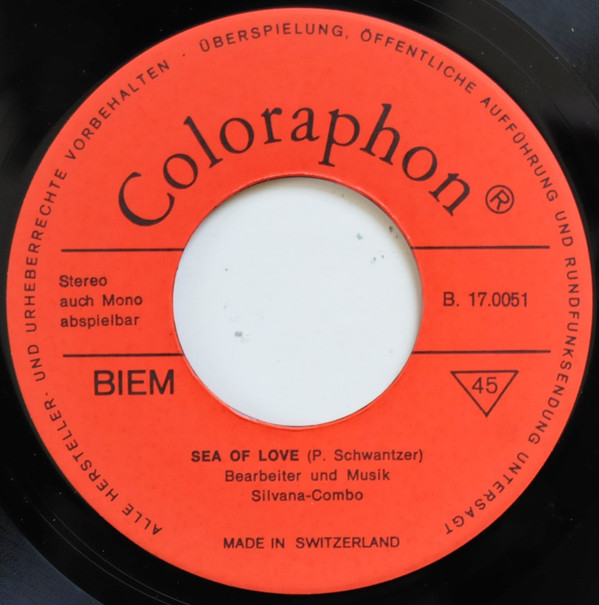 ALLE HERSTELLER- UND URHEBERRECHTE VORBEHALTEN · ÜBERSPIELUNG, ÖFFENTLICHE AUFFÜHRUNG UND RUNDFUNKSENDUNG UNTERSAGT
Coloraphon ®
Stereo
auch Mono
abspielbar
B. 17.0051
BIEM
45
SEA OF LOVE (P. Schwantzer)
Bearbeiter und Musik
Silvana-Combo
MADE IN SWITZERLAND